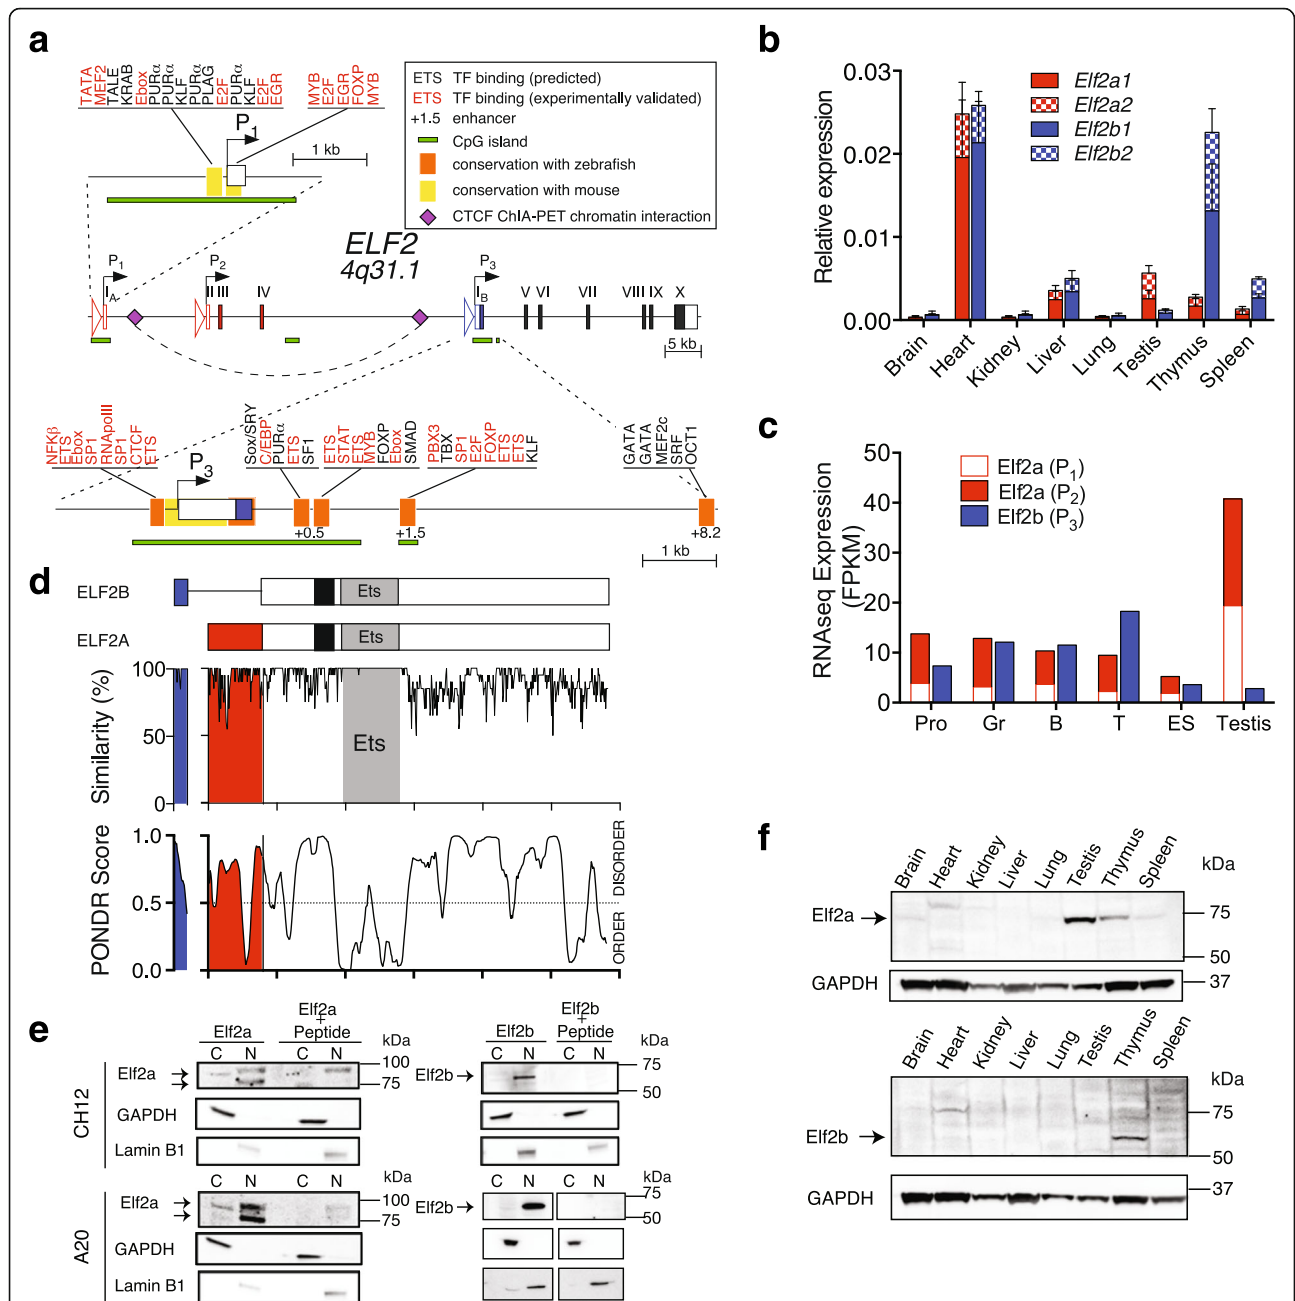 a
TATA
MEF2
TALE
KRAB
Ebox
PURα
PURα
KLF
PURα
PLAG
E2F
PURα
KLF
E2F
EGR
MYB
E2F
EGR
FOXP
MYB
P1
1 kb
ETS TF binding (predicted)
ETS TF binding (experimentally validated)
+1.5 enhancer
CpG island
conservation with zebrafish
conservation with mouse
CTCF ChIA-PET chromatin interaction
ELF2
4q31.1
P1 P2 P3
IA II III IV IB V VI VII VIII IX X
5 kb
NFKβ
ETS
Ebox
SP1
RNApolII
SP1
CTCF
ETS
Sox/SRY
C/EBP
PURα
ETS
SF1
ETS
STAT
ETS
MYB
FOXP
Ebox
SMAD
PBX3
TBX
SP1
E2F
FOXP
ETS
ETS
KLF
GATA
GATA
MEF2c
SRF
OCT1
P3
+0.5 +1.5 +8.2
1 kb
b
Relative expression
0.03
0.02
0.01
0.00
Elf2a1
Elf2a2
Elf2b1
Elf2b2
Brain Heart Kidney Liver Lung Testis Thymus Spleen
c
RNAseq Expression
(FPKM)
50
40
30
20
10
0
Elf2a (P1)
Elf2a (P2)
Elf2b (P3)
Pro Gr B T ES Testis
d
ELF2B Ets
ELF2A Ets
Similarity (%)
100
50
0
Ets
PONDR Score
1.0
0.5
0.0
ORDER DISORDER
e
Elf2a Elf2a + Peptide kDa
C N C N
CH12
Elf2a 100
75
GAPDH
Lamin B1
Elf2b Elf2b + Peptide kDa
C N C N
Elf2b 75
50
C N C N kDa
A20
Elf2a 100
75
GAPDH
Lamin B1
C N C N kDa
Elf2b 75
50
f
Brain Heart Kidney Liver Lung Testis Thymus Spleen kDa
Elf2a 75
50
GAPDH 37
Brain Heart Kidney Liver Lung Testis Thymus Spleen kDa
75
Elf2b
50
GAPDH 37